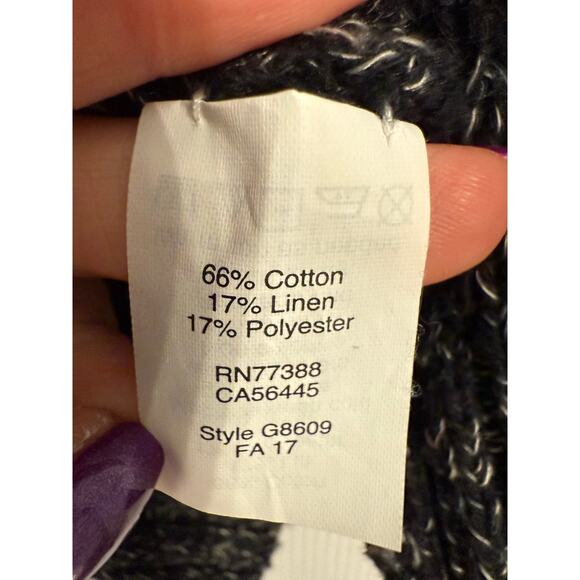 66% Cotton
17% Linen
17% Polyester
RN77388
CA56445
Style G8609
FA 17